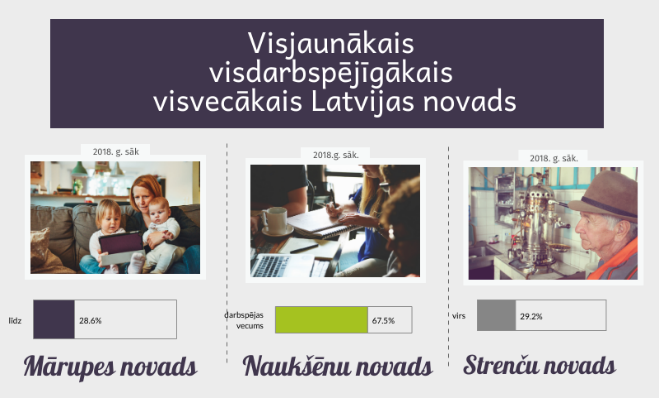 Visjaunākais
visdarbspējīgākais
visvecākais Latvijas novads
2018. g. sāk
2018.g. sāk.
2018. g. sāk.
līdz
28.6%
darbspējas
vecums
67.5%
virs
29.2%
Mārupes novads
Naukšēnu novads
Strenču novads